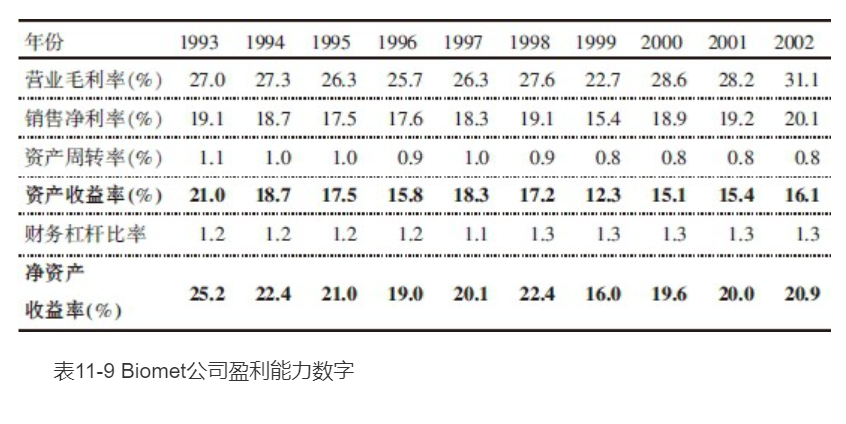 年份 1993 1994 1995 1996 1997 1998 1999 2000 2001 2002
营业毛利率(%) 27.0 27.3 26.3 25.7 26.3 27.6 22.7 28.6 28.2 31.1
销售净利率(%) 19.1 18.7 17.5 17.6 18.3 19.1 15.4 18.9 19.2 20.1
资产周转率(%) 1.1 1.0 1.0 0.9 1.0 0.9 0.8 0.8 0.8 0.8
资产收益率(%) 21.0 18.7 17.5 15.8 18.3 17.2 12.3 15.1 15.4 16.1
财务杠杆比率 1.2 1.2 1.2 1.2 1.1 1.3 1.3 1.3 1.3 1.3
净资产
收益率(%) 25.2 22.4 21.0 19.0 20.1 22.4 16.0 19.6 20.0 20.9
表11-9 Biomet公司盈利能力数字